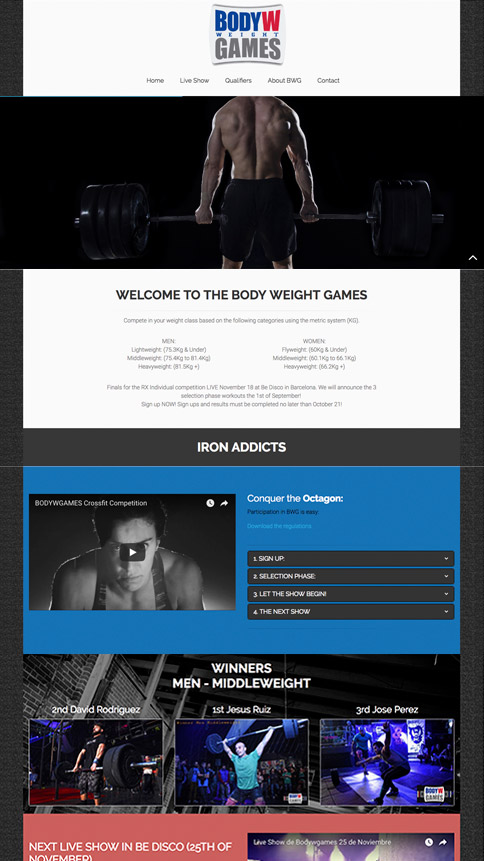 BODYW
WEIGHT
GAMES
Home Live Show Qualifiers About BWG Contact
WELCOME TO THE BODY WEIGHT GAMES
Compete in your weight class based on the following categories using the metric system (KG).
MEN:
Lightweight: (75.3Kg & Under)
Middleweight: (75.4Kg to 81.4Kg)
Heavyweight: (81.5Kg +)
WOMEN:
Flyweight: (60Kg & Under)
Middleweight: (60.1Kg to 66.1Kg)
Heavyweight: (66.2Kg +)
Finals for the RX Individual competition LIVE November 18 at Be Disco in Barcelona. We will announce the 3
selection phase workouts the 1st of September!
Sign up NOW! Sign ups and results must be completed no later than October 21!
IRON ADDICTS
BODYWGAMES Crossfit Competition
Conquer the Octagon:
Participation in BWG is easy:
Download the regulations
1. SIGN UP:
2. SELECTION PHASE:
3. LET THE SHOW BEGIN!
4. THE NEXT SHOW
WINNERS
MEN - MIDDLEWEIGHT
2nd David Rodriguez
1st Jesus Ruiz
3rd Jose Perez
BODYW
GAMES
BODYW
GAMES
NEXT LIVE SHOW IN BE DISCO (25TH OF
NOVEMBER)
Live Show de Bodywgames 25 de Noviembre